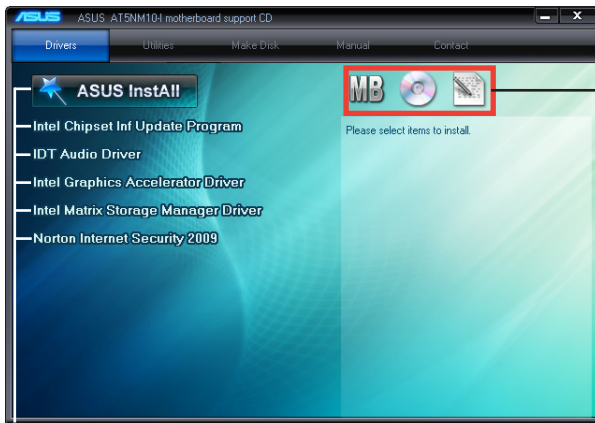 ASUS ASUS AT5NM10-I motherboard support CD
Drivers Utilities Make Disk Manual Contact
ASUS InstAll
MB
Intel Chipset Inf Update Program
Please select items to install.
IDT Audio Driver
Intel Graphics Accelerator Driver
Intel Matrix Storage Manager Driver
Norton Internet Security 2009